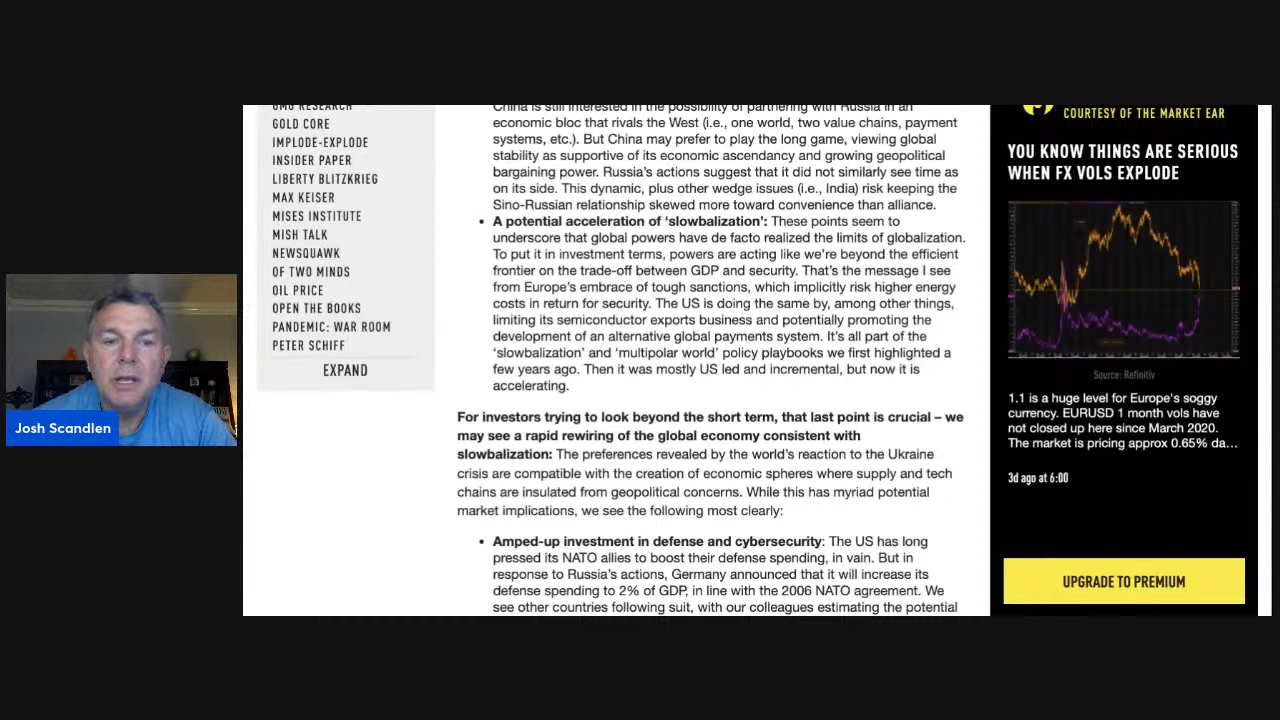 GMG RESEARCH
GOLD CORE
IMPLODE-EXPLODE
INSIDER PAPER
LIBERTY BLITZKRIEG
MAX KEISER
MISES INSTITUTE
MISH TALK
NEWSQUAWK
OF TWO MINDS
OIL PRICE
OPEN THE BOOKS
PANDEMIC: WAR ROOM
PETER SCHIFF
EXPAND
Josh Scandlen
China is still interested in the possibility of partnering with Russia in an
economic bloc that rivals the West (i.e., one world, two value chains, payment
systems, etc.). But China may prefer to play the long game, viewing global
stability as supportive of its economic ascendancy and growing geopolitical
bargaining power. Russia's actions suggest that it did not similarly see time as
on its side. This dynamic, plus other wedge issues (i.e., India) risk keeping the
Sino-Russian relationship skewed more toward convenience than alliance.
• A potential acceleration of ‘slowbalization’: These points seem to
underscore that global powers have de facto realized the limits of globalization.
To put it in investment terms, powers are acting like we're beyond the efficient
frontier on the trade-off between GDP and security. That's the message I see
from Europe's embrace of tough sanctions, which implicitly risk higher energy
costs in return for security. The US is doing the same by, among other things,
limiting its semiconductor exports business and potentially promoting the
development of an alternative global payments system. It's all part of the
‘slowbalization’ and ‘multipolar world’ policy playbooks we first highlighted a
few years ago. Then it was mostly US led and incremental, but now it is
accelerating.
For investors trying to look beyond the short term, that last point is crucial – we
may see a rapid rewiring of the global economy consistent with
slowbalization: The preferences revealed by the world's reaction to the Ukraine
crisis are compatible with the creation of economic spheres where supply and tech
chains are insulated from geopolitical concerns. While this has myriad potential
market implications, we see the following most clearly:
• Amped-up investment in defense and cybersecurity: The US has long
pressed its NATO allies to boost their defense spending, in vain. But in
response to Russia's actions, Germany announced that it will increase its
defense spending to 2% of GDP, in line with the 2006 NATO agreement. We
see other countries following suit, with our colleagues estimating the potential
COURTESY OF THE MARKET EAR
YOU KNOW THINGS ARE SERIOUS
WHEN FX VOLS EXPLODE
Source: Refinitiv
1.1 is a huge level for Europe's soggy
currency. EURUSD 1 month vols have
not closed up here since March 2020.
The market is pricing approx 0.65% da...
3d ago at 6:00
UPGRADE TO PREMIUM